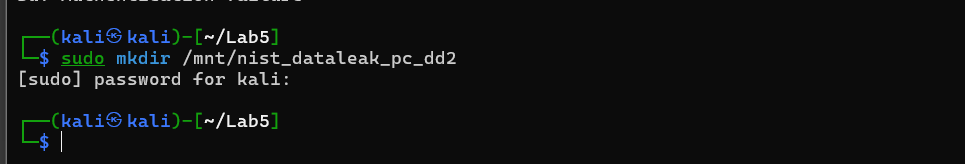 ┌──(kali㉿kali)-[~/Lab5]
└─$ sudo mkdir /mnt/nist_dataleak_pc_dd2
[sudo] password for kali:
┌──(kali㉿kali)-[~/Lab5]
└─$